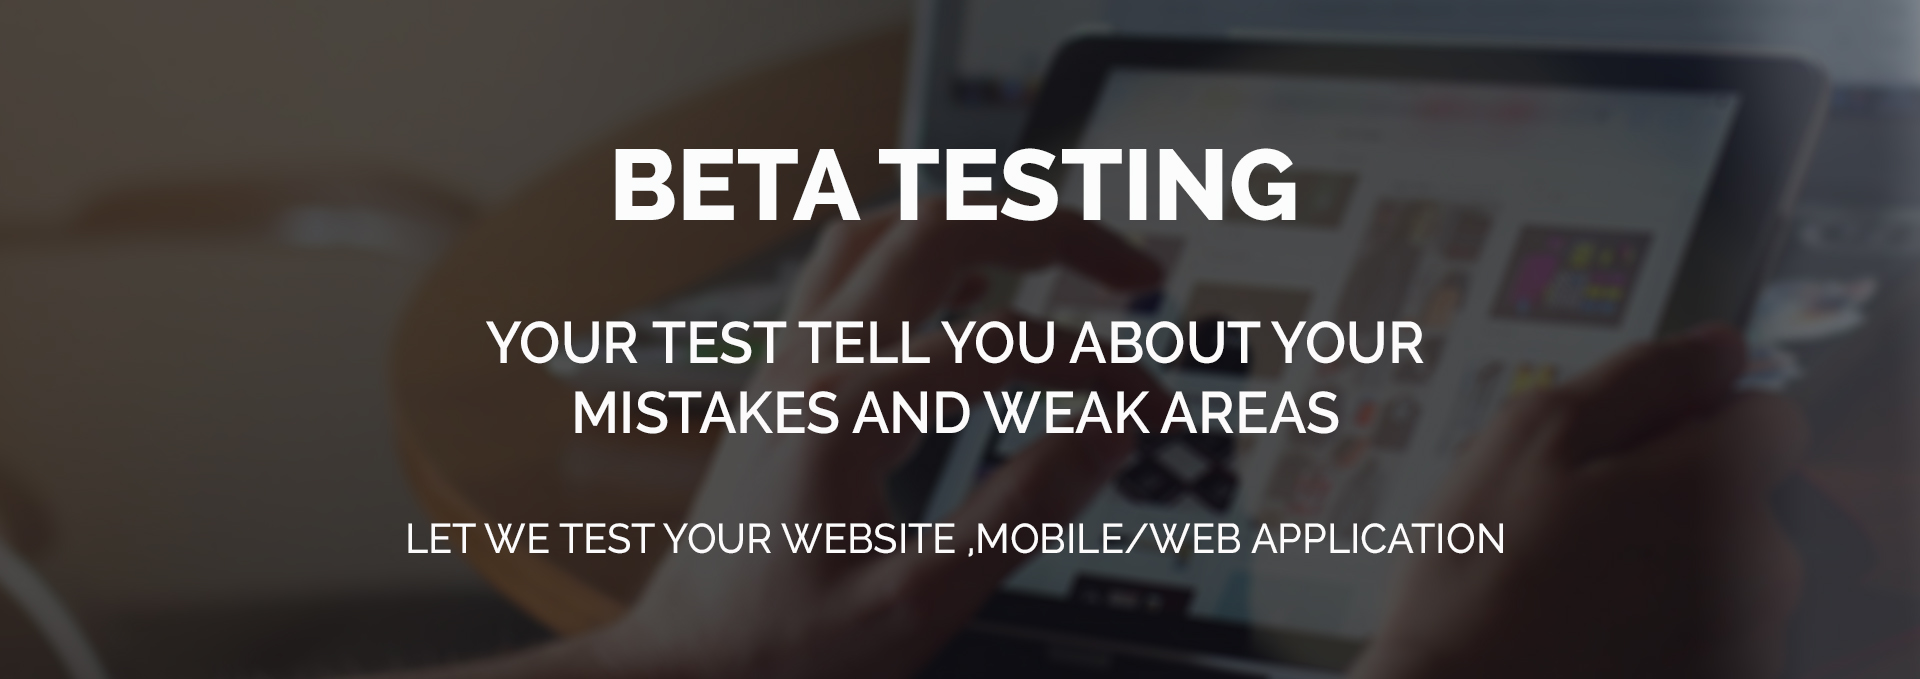 BETA TESTING
YOUR TEST TELL YOU ABOUT YOUR
MISTAKES AND WEAK AREAS
LET WE TEST YOUR WEBSITE ,MOBILE/WEB APPLICATION